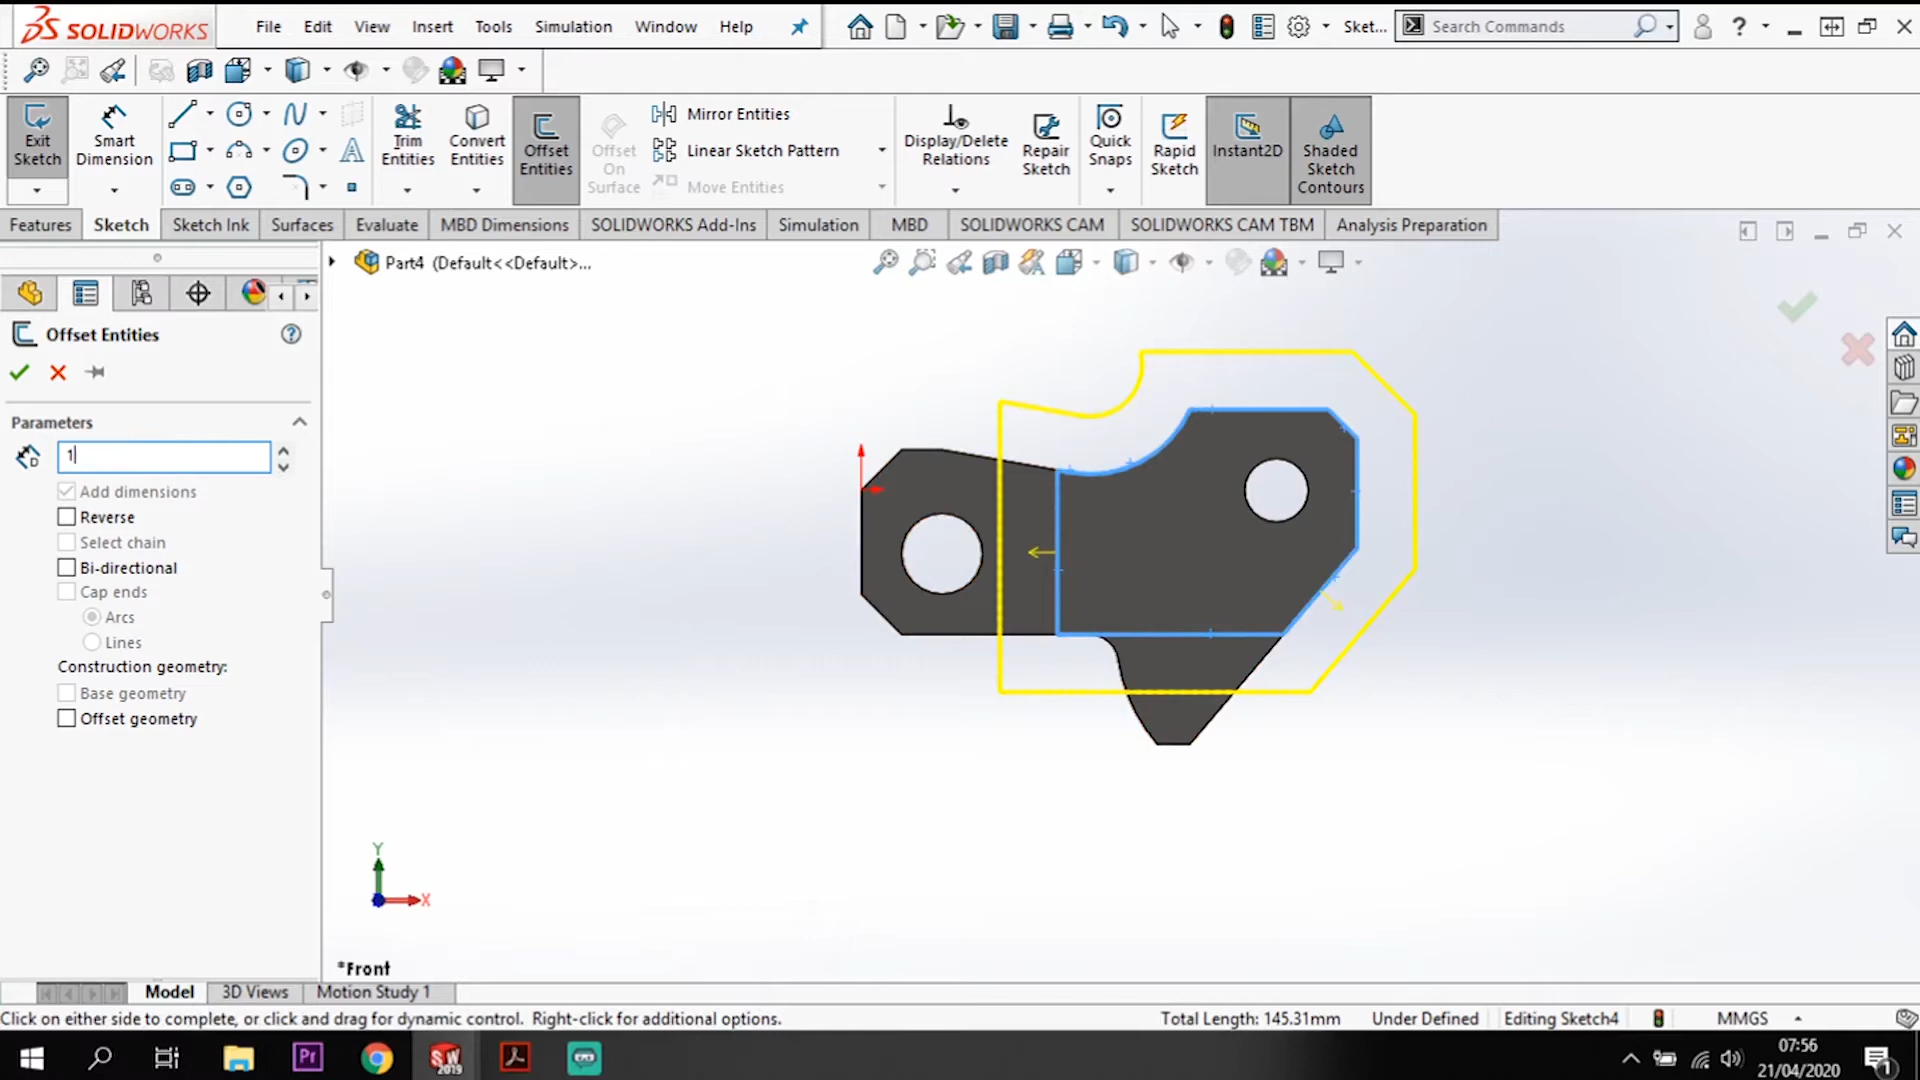 SOLIDWORKS File Edit View Insert Tools Simulation Window Help Sket... Search Commands ?
Exit Sketch
Smart Dimension
Trim Entities
Convert Entities
Offset Entities
Offset On Surface
Mirror Entities
Linear Sketch Pattern
Move Entities
Display/Delete Relations
Repair Sketch
Quick Snaps
Rapid Sketch
Instant2D
Shaded Sketch Contours
Features Sketch Sketch Ink Surfaces Evaluate MBD Dimensions SOLIDWORKS Add-Ins Simulation MBD SOLIDWORKS CAM SOLIDWORKS CAM TBM Analysis Preparation
Part4 (Default<<Default>...
Offset Entities ?
Parameters
1
Add dimensions
Reverse
Select chain
Bi-directional
Cap ends
Arcs
Lines
Construction geometry:
Base geometry
Offset geometry
Y
X
*Front
Model 3D Views Motion Study 1
Click on either side to complete, or click and drag for dynamic control. Right-click for additional options. Total Length: 145.31mm Under Defined Editing Sketch4 MMGS
Pr
SW 2019
07:56
21/04/2020
1